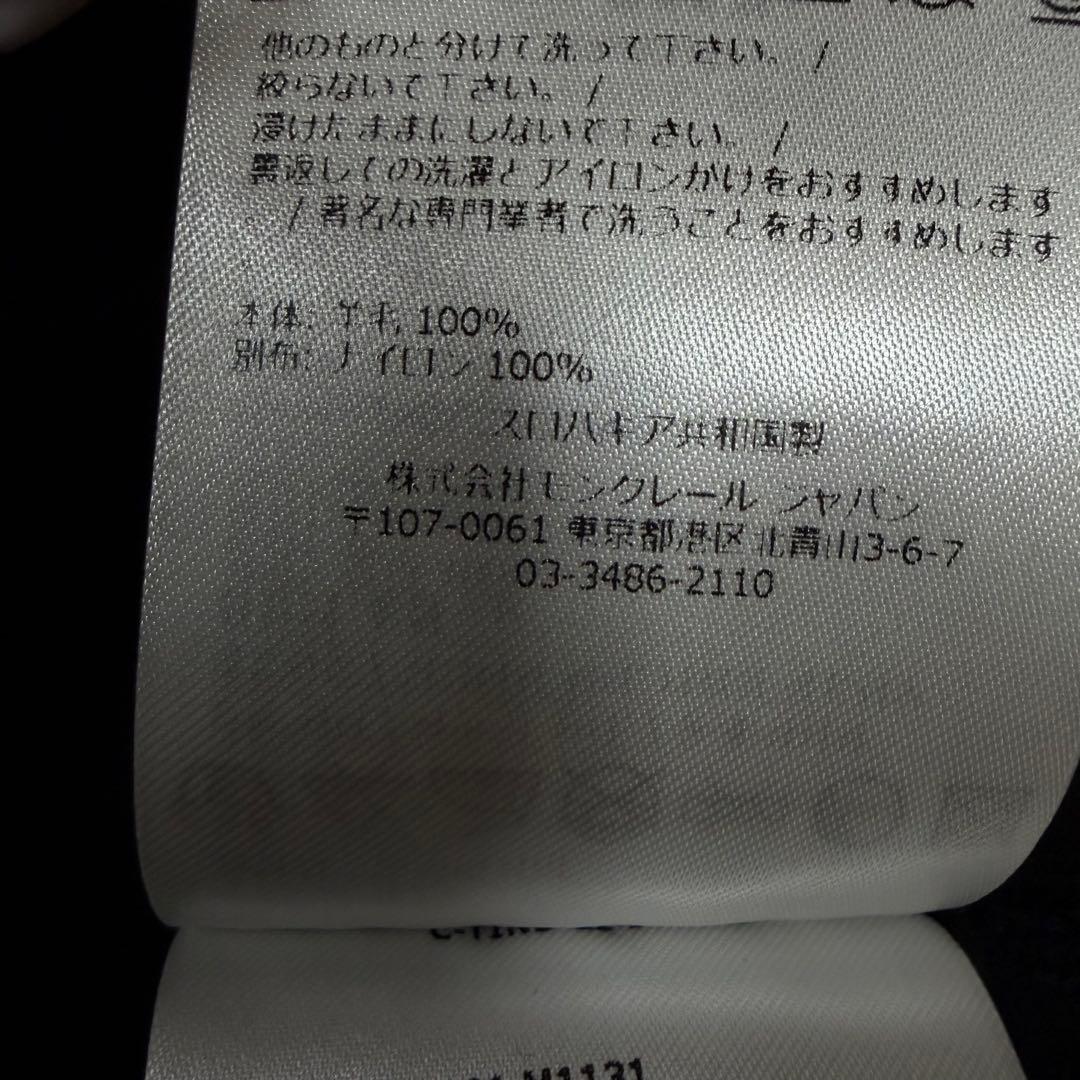 他のものと分けて洗って下さい。/
絞らないで下さい。/
浸けたままにしないで下さい。/
裏返しての洗濯とアイロンがけをおすすめします
/ 著名な専門業者で洗うことをおすすめします
本体: 羊毛 100%
別布: ナイロン 100%
スロバキア共和国製
株式会社モンクレール ジャパン
〒107-0061 東京都港区北青山3-6-7
03-3486-2110
M1131